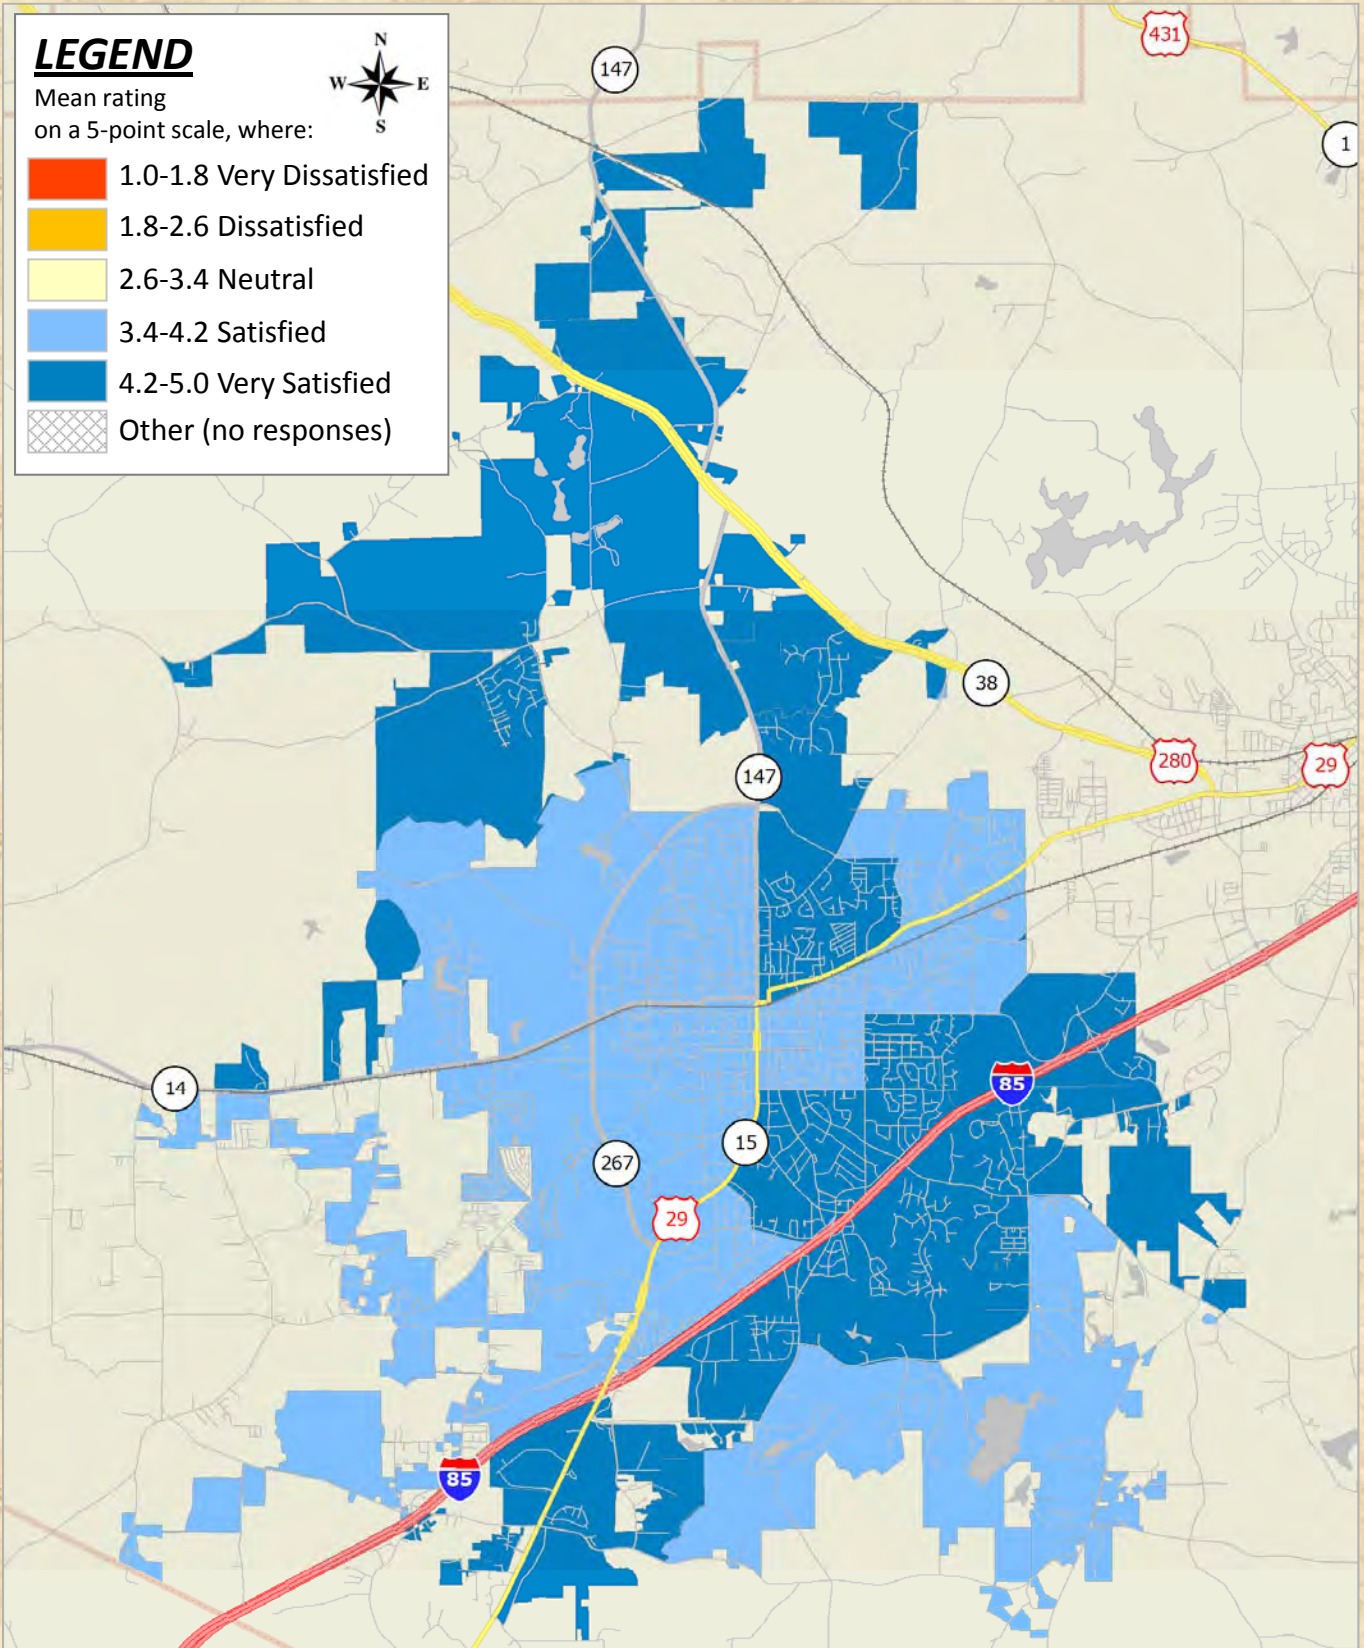 LEGEND
Mean rating
on a 5-point scale, where:
1.0-1.8 Very Dissatisfied
1.8-2.6 Dissatisfied
2.6-3.4 Neutral
3.4-4.2 Satisfied
4.2-5.0 Very Satisfied
Other (no responses)
N
W E
S
431
147
1
38
280
29
147
14
85
15
267
29
85